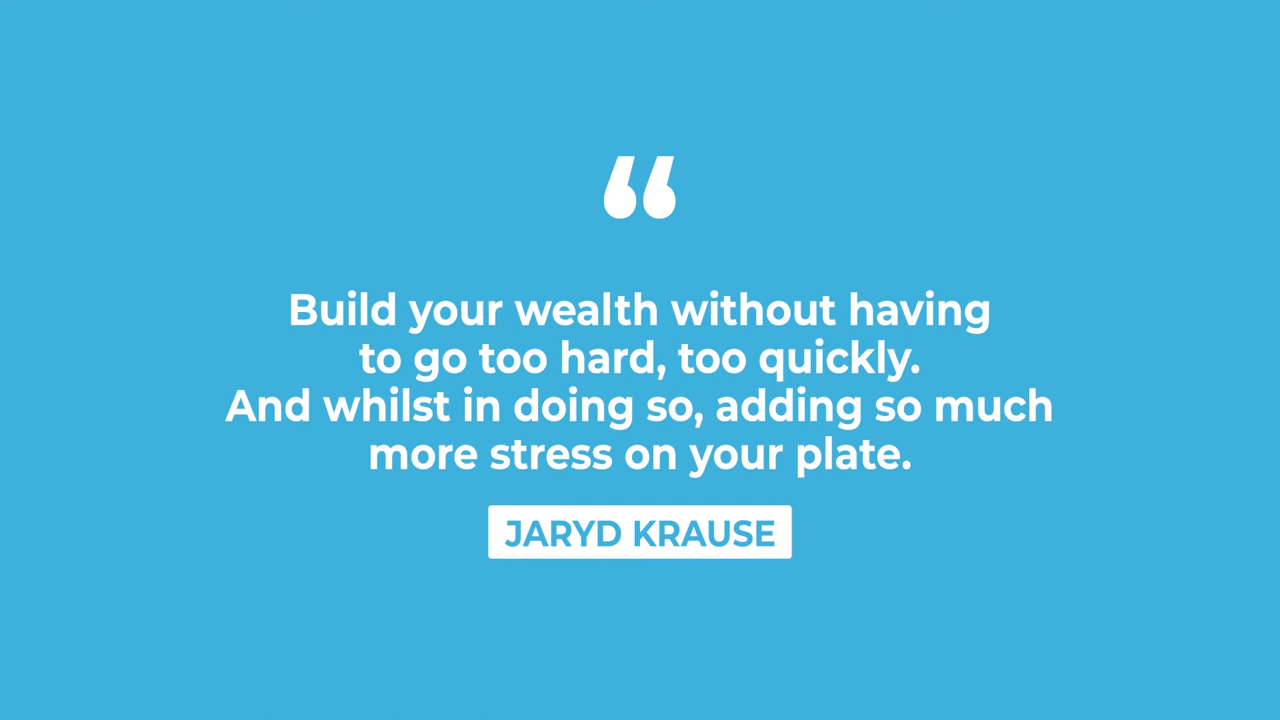 “
Build your wealth without having
to go too hard, too quickly.
And whilst in doing so, adding so much
more stress on your plate.
JARYD KRAUSE